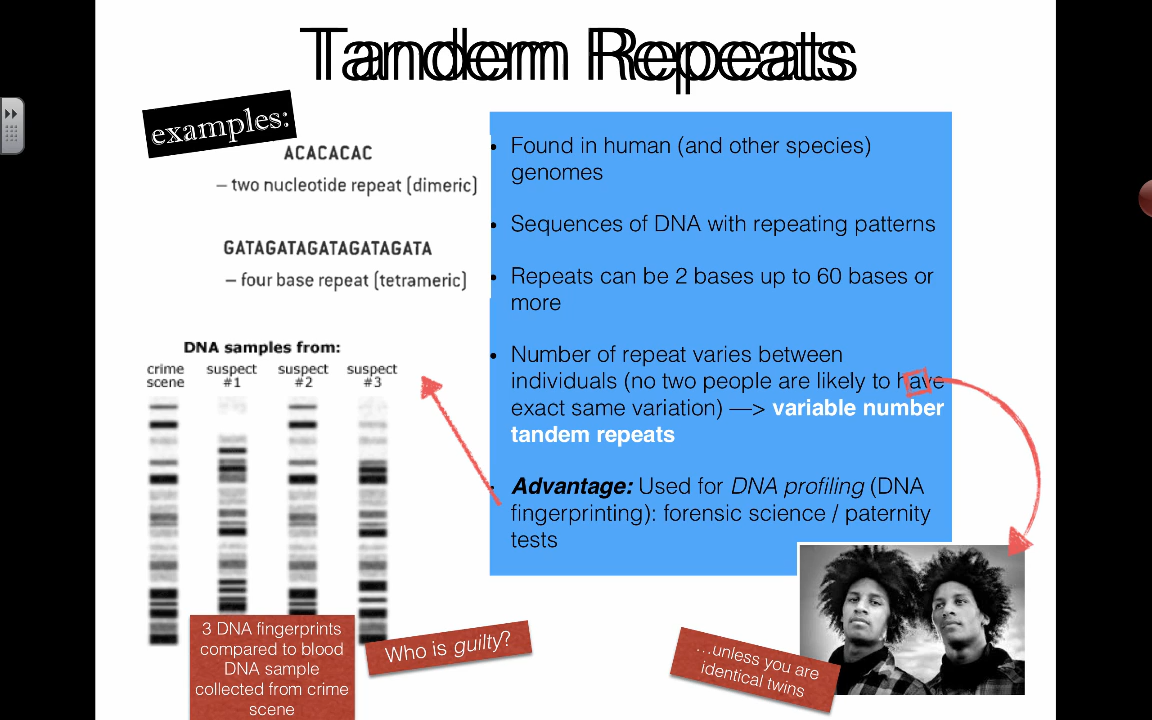 Tandem Repeats
examples:
ACACACAC
– two nucleotide repeat (dimeric)
GATAGATAGATAGATAGATA
– four base repeat (tetrameric)
DNA samples from:
crime scene
suspect #1
suspect #2
suspect #3
• Found in human (and other species)
genomes
• Sequences of DNA with repeating patterns
• Repeats can be 2 bases up to 60 bases or
more
• Number of repeat varies between
individuals (no two people are likely to have
exact same variation) —> variable number
tandem repeats
• Advantage: Used for DNA profiling (DNA
fingerprinting): forensic science / paternity
tests
3 DNA fingerprints
compared to blood
DNA sample
collected from crime
scene
Who is guilty?
...unless you are
identical twins